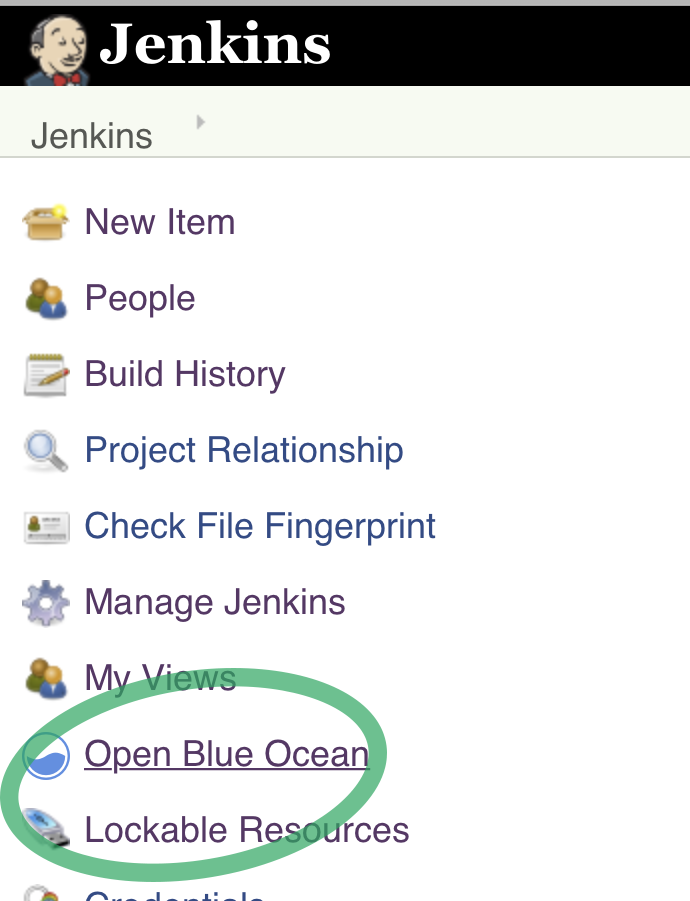 Jenkins
Jenkins
New Item
People
Build History
Project Relationship
Check File Fingerprint
Manage Jenkins
My Views
Open Blue Ocean
Lockable Resources
Credentials